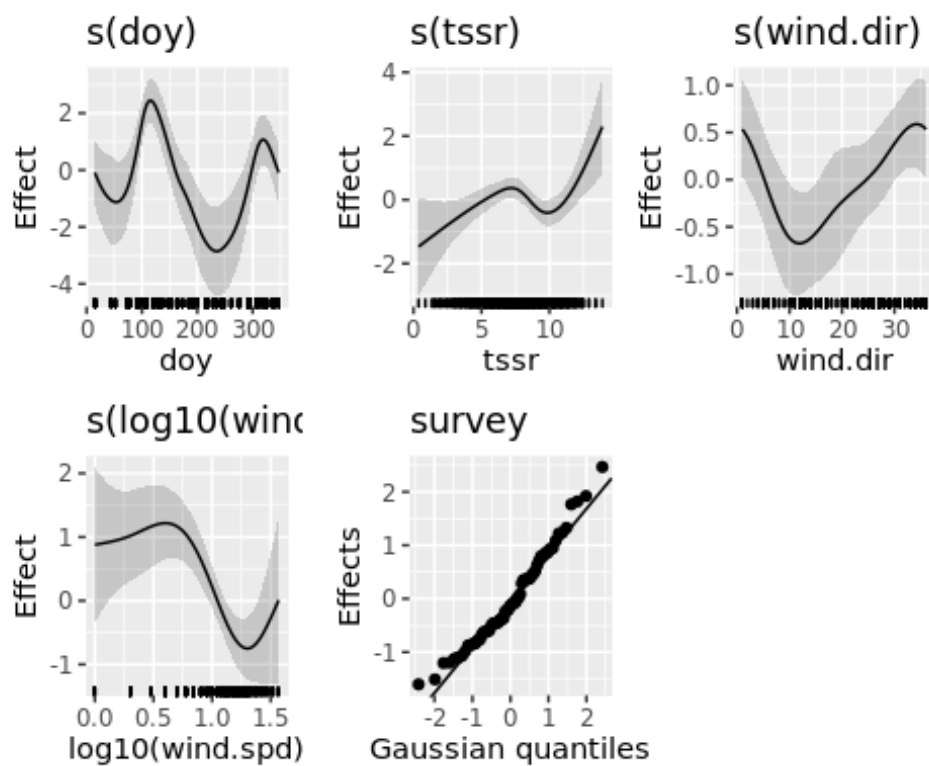 s(doy)
Effect
2
0
-2
-4
0 100 200 300
doy
s(tssr)
Effect
4
2
0
-2
0 5 10
tssr
s(wind.dir)
Effect
1.0
0.5
0.0
-0.5
-1.0
0 10 20 30
wind.dir
s(log10(wind
Effect
2
1
0
-1
0.0 0.5 1.0 1.5
log10(wind.spd)
survey
Effects
2
1
0
-1
-2 -1 0 1 2
Gaussian quantiles